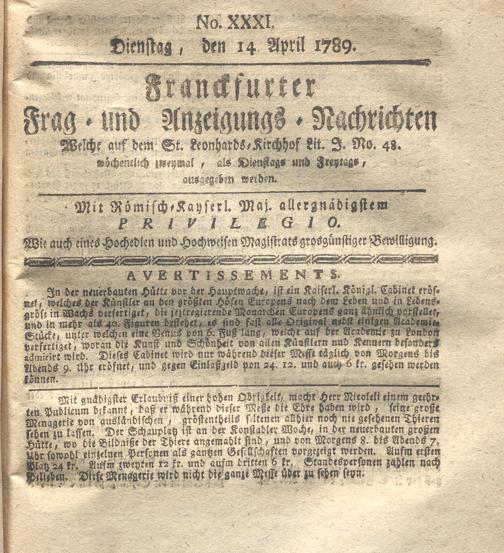 No. XXXI.
Dienstag, den 14. April 1789.
Franckfurter
Frag- und Anzeigungs-Nachrichten
Welche auf dem St. Leonhards-Kirchhof Lit. J. No. 48.
wöchentlich zweymal, als Dienstags und Freytags,
ausgegeben werden.
Mit Römisch-Kayserl. Maj. allergnädigstem
PRIVILEGIO.
Wie auch eines Hochedlen und Hochweisen Magistrats grosgünstiger Bewilligung.
AVERTISSEMENTS.
In der neuerbauten Hütte vor der Hauptwache, ist ein Kaiserl. Königl. Cabinet eröf-
net, welches der Künstler an den größten Höfen Europens nach dem Leben und in Lebens-
größ in Wachs verfertiget, die jeztregierende Monarchen Europens ganz ähnlich vorstellet,
und in mehr als 40. Figuren bestehet, es sind fast alle Original nebst einigen Academie-
Stücke, unter welchen eine Venus von 6. Fuß lang, welche auf der Academie zu London
verfertiget, woran die Kunst und Schönheit von allen Künstlern und Kennern besonders
admirirt wird. Dieses Cabinet wird nur während dieser Messe täglich von Morgens bis
Abends 9. Uhr eröfnet, und gegen Einlaßgeld von 24. 12. und auch 6 kr. gesehen werden
können.
Mit gnädigster Erlaubniß einer hohen Obrigkeit, macht Herr Nicoleli einem geehr-
ten Publicum bekannt, daß er während dieser Meße die Ehre haben wird, seine große
Menagerie von ausländischen, größtentheils seltenen allhier noch nie gesehenen Thieren
sehen zu lassen. Der Schauplatz ist an der Konstabler Wache, in der neuerbauten großen
Hütte, wo die Bildniße der Thiere angemahlt sind, und von Morgens 8. bis Abends 7.
Uhr sowohl einzelnen Personen als gantzen Gesellschaften vorgezeigt werden. Aufm ersten
Platz 24 kr. Aufm zweyten 12 kr. und aufm dritten 6 kr. Standespersonen zahlen nach
Belieben. Diese Menagerie wird nicht die ganze Messe über zu sehen seyn.